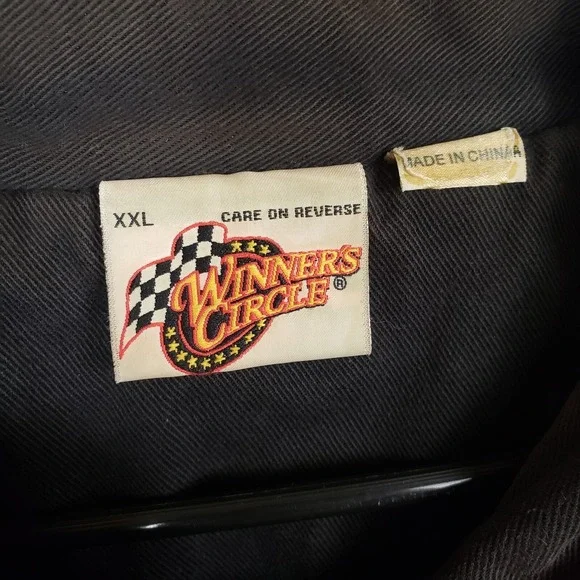 XXL
CARE ON REVERSE
WINNER'S
CIRCLE®
MADE IN CHINA